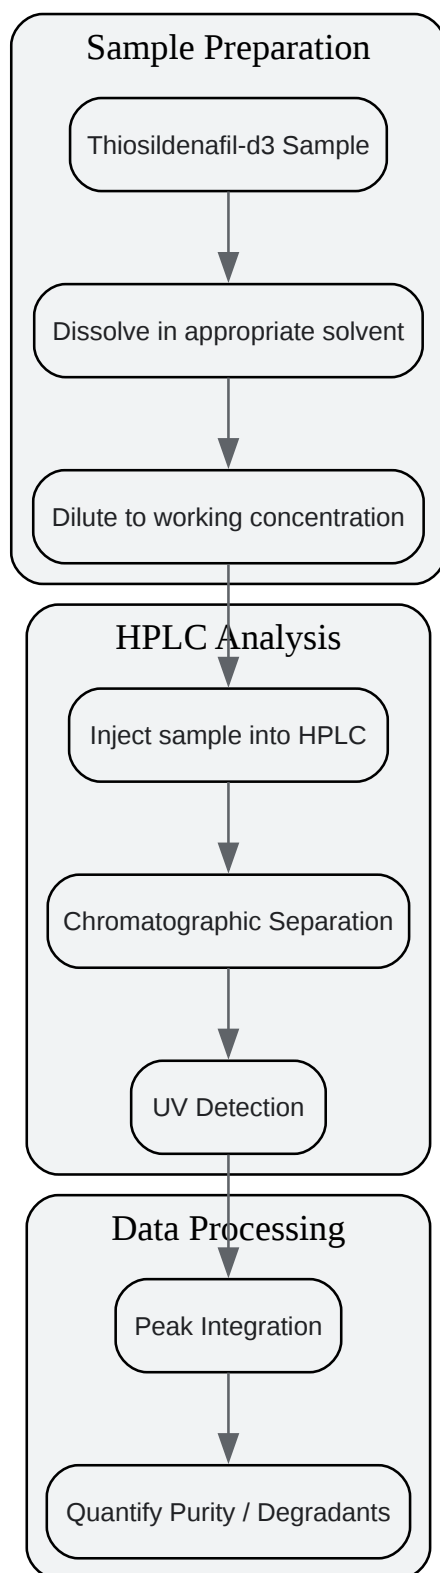 Sample Preparation
Thiosildenafil-d3 Sample
Dissolve in appropriate solvent
Dilute to working concentration
HPLC Analysis
Inject sample into HPLC
Chromatographic Separation
UV Detection
Data Processing
Peak Integration
Quantify Purity / Degradants